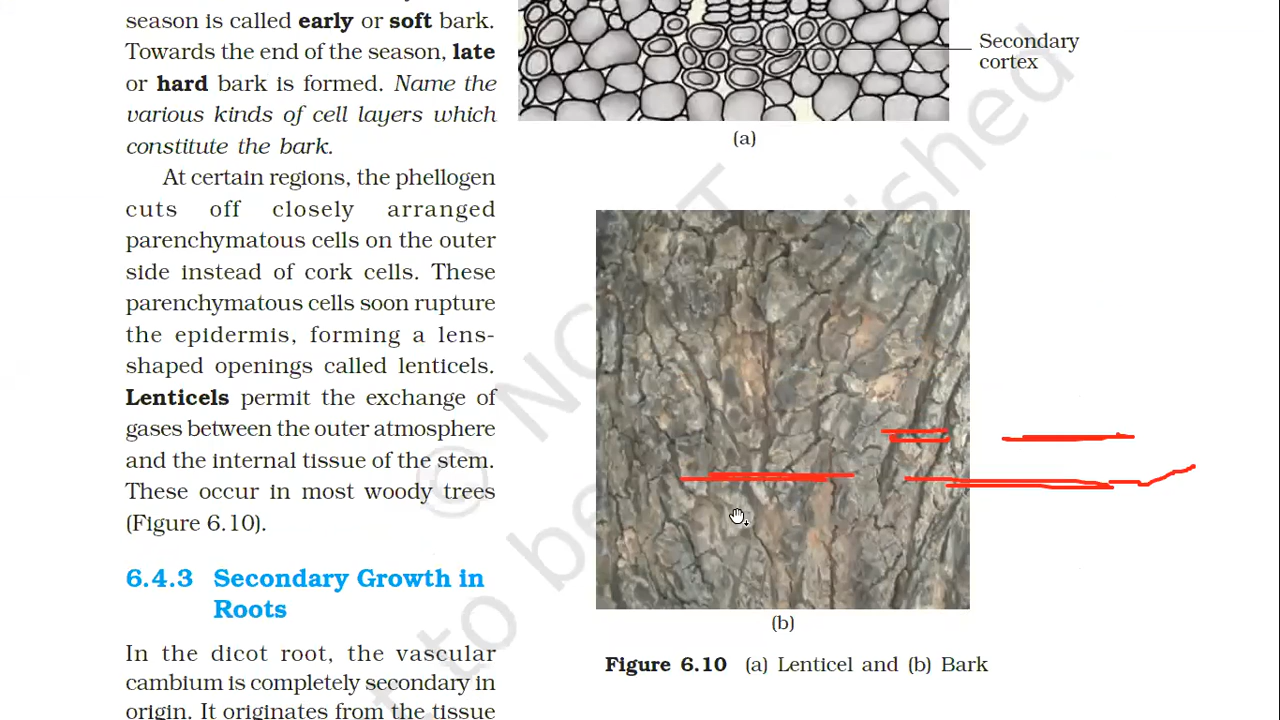 season is called early or soft bark.
Towards the end of the season, late
or hard bark is formed. Name the
various kinds of cell layers which
constitute the bark.
At certain regions, the phellogen
cuts off closely arranged
parenchymatous cells on the outer
side instead of cork cells. These
parenchymatous cells soon rupture
the epidermis, forming a lens-
shaped openings called lenticels.
Lenticels permit the exchange of
gases between the outer atmosphere
and the internal tissue of the stem.
These occur in most woody trees
(Figure 6.10).
6.4.3 Secondary Growth in
Roots
In the dicot root, the vascular
cambium is completely secondary in
origin. It originates from the tissue
Secondary
cortex
(a)
(b)
Figure 6.10 (a) Lenticel and (b) Bark